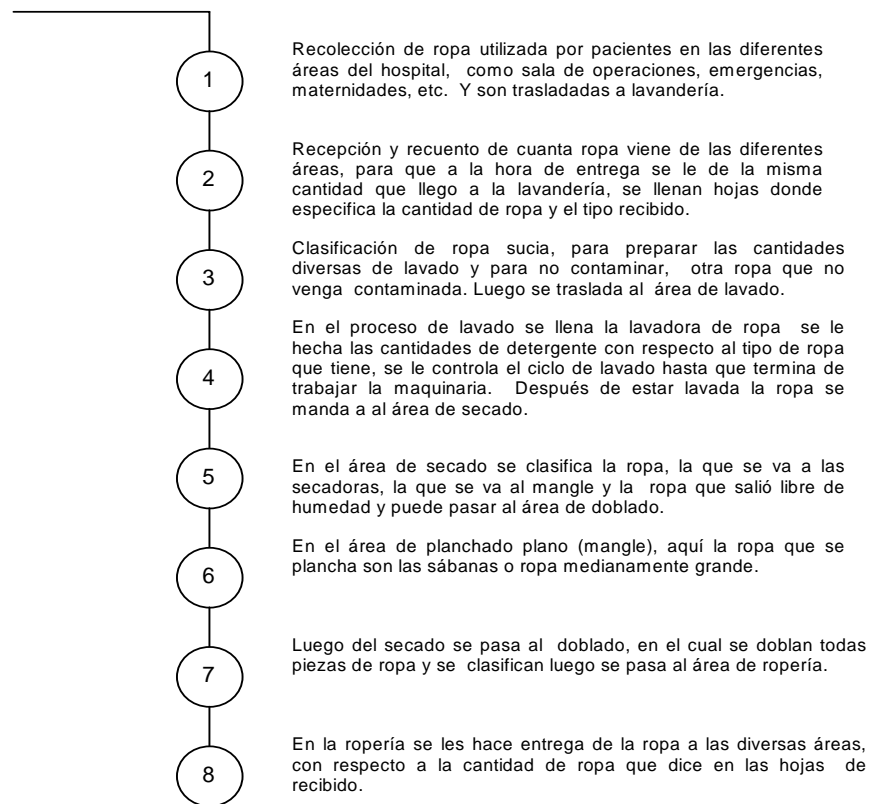 1
Recolección de ropa utilizada por pacientes en las diferentes
áreas del hospital, como sala de operaciones, emergencias,
maternidades, etc. Y son trasladadas a lavandería.
2
Recepción y recuento de cuanta ropa viene de las diferentes
áreas, para que a la hora de entrega se le de la misma
cantidad que llego a la lavandería, se llenan hojas donde
especifica la cantidad de ropa y el tipo recibido.
3
Clasificación de ropa sucia, para preparar las cantidades
diversas de lavado y para no contaminar, otra ropa que no
venga contaminada. Luego se traslada al área de lavado.
4
En el proceso de lavado se llena la lavadora de ropa se le
hecha las cantidades de detergente con respecto al tipo de ropa
que tiene, se le controla el ciclo de lavado hasta que termina de
trabajar la maquinaria. Después de estar lavada la ropa se
manda a al área de secado.
5
En el área de secado se clasifica la ropa, la que se va a las
secadoras, la que se va al mangle y la ropa que salió libre de
humedad y puede pasar al área de doblado.
6
En el área de planchado plano (mangle), aquí la ropa que se
plancha son las sábanas o ropa medianamente grande.
7
Luego del secado se pasa al doblado, en el cual se doblan todas
piezas de ropa y se clasifican luego se pasa al área de ropería.
8
En la ropería se les hace entrega de la ropa a las diversas áreas,
con respecto a la cantidad de ropa que dice en las hojas de
recibido.